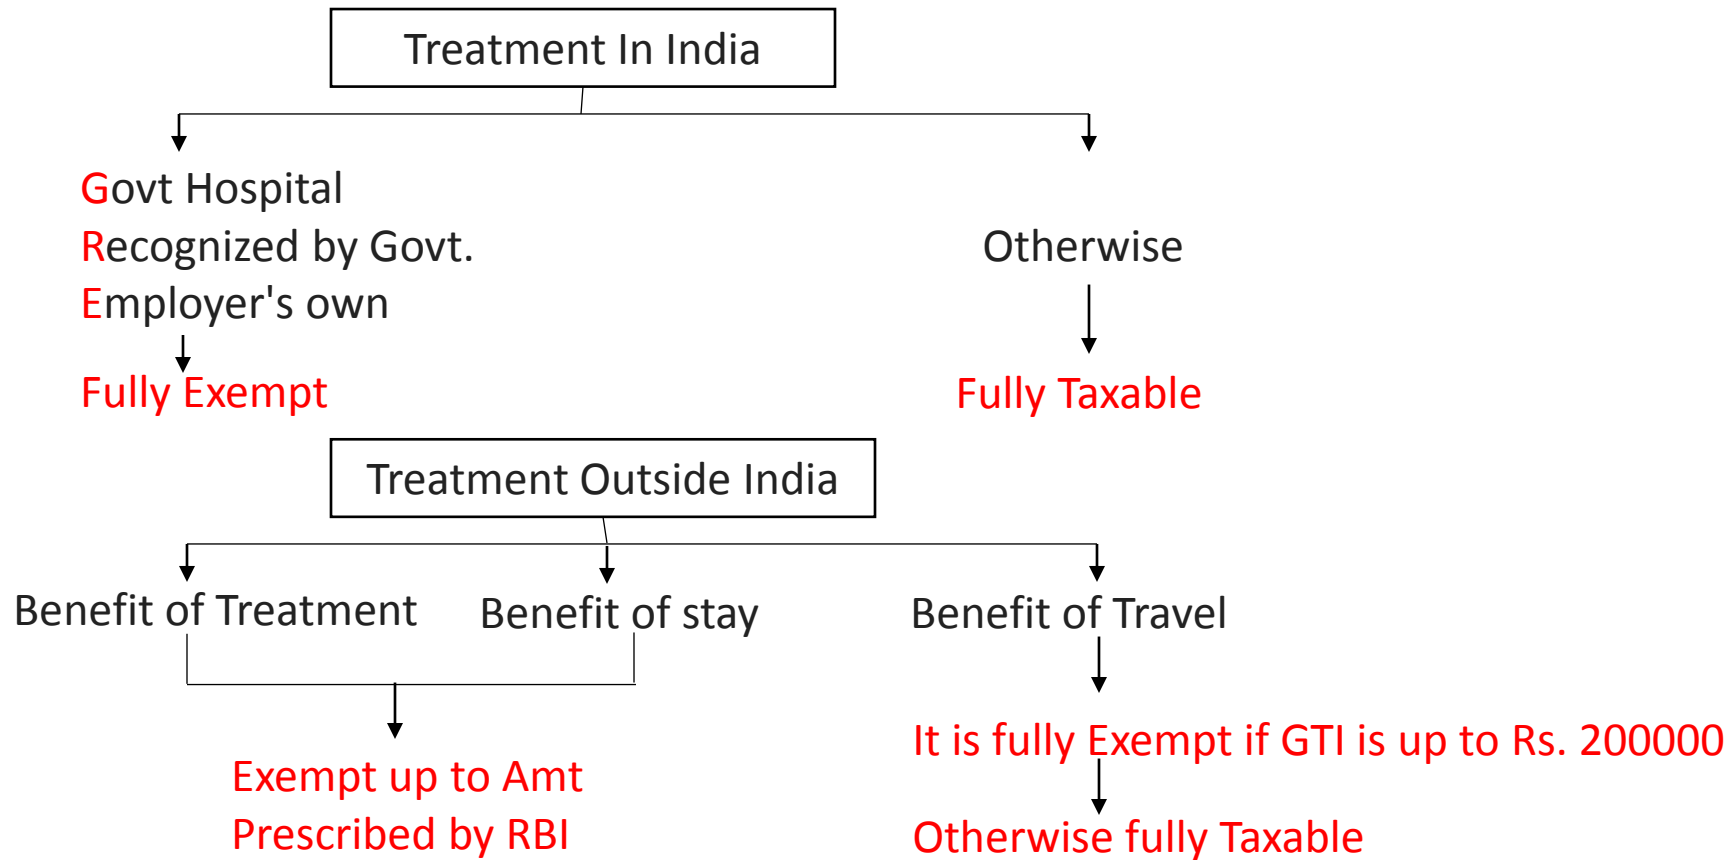 Treatment In India
Govt Hospital
Recognized by Govt.
Employer's own
Otherwise
Fully Exempt
Fully Taxable
Treatment Outside India
Benefit of Treatment
Benefit of stay
Benefit of Travel
Exempt up to Amt
Prescribed by RBI
It is fully Exempt if GTI is up to Rs. 200000
Otherwise fully Taxable